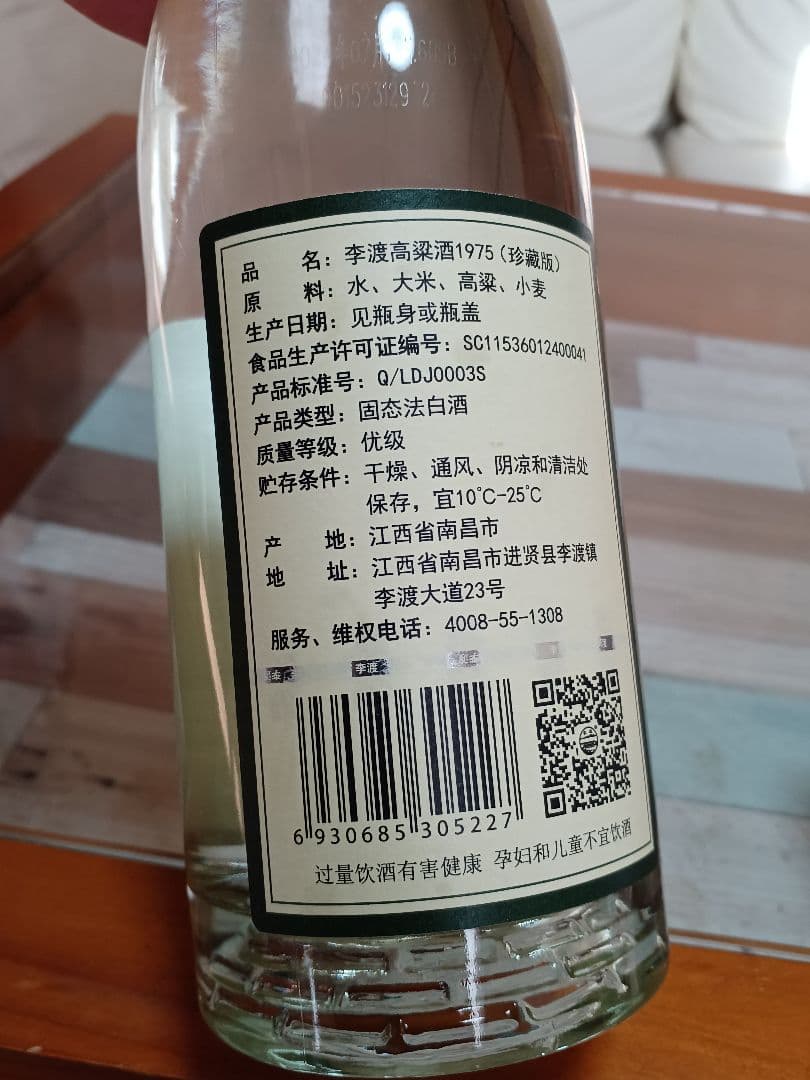 品 名：李渡高粱酒1975（珍藏版）
原 料：水、大米、高粱、小麦
生产日期：见瓶身或瓶盖
食品生产许可证编号：SC11536012400041
产品标准号：Q/LDJ0003S
产品类型：固态法白酒
质量等级：优级
贮存条件：干燥、通风、阴凉和清洁处
保存，宜10℃-25℃
产 地：江西省南昌市
地 址：江西省南昌市进贤县李渡镇
李渡大道23号
服务、维权电话：4008-55-1308
李渡
6 930685 305227
过量饮酒有害健康 孕妇和儿童不宜饮酒